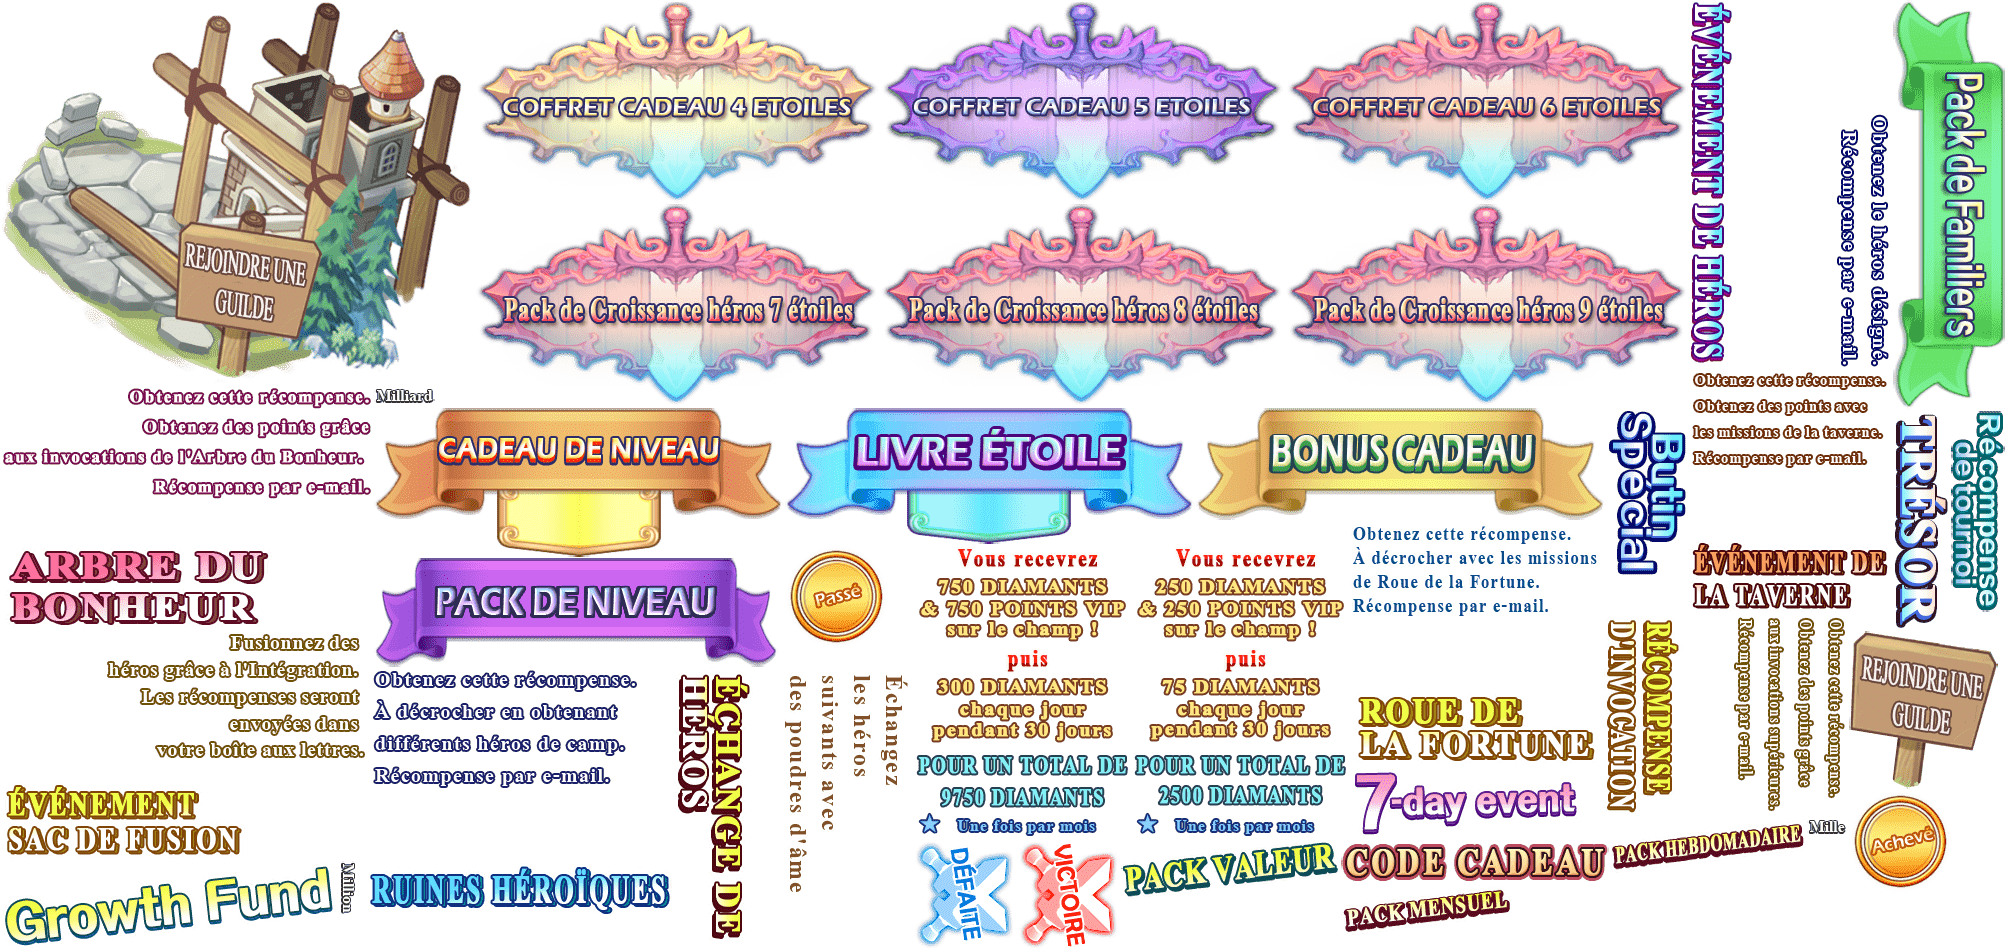 REJOINDRE UNE
GUILDE
COFFRET CADEAU 4 ETOILES
COFFRET CADEAU 5 ETOILES
COFFRET CADEAU 6 ETOILES
Pack de Croissance héros 7 étoiles
Pack de Croissance héros 8 étoiles
Pack de Croissance héros 9 étoiles
ÉVÉNEMENT DE HÉROS
Obtenez le héros désigné.
Récompense par e-mail.
Pack de Familiers
Obtenez cette récompense.
Obtenez des points grâce
aux invocations de l'Arbre du Bonheur.
Récompense par e-mail.
Milliard
CADEAU DE NIVEAU
LIVRE ÉTOILE
BONUS CADEAU
Butin
Spécial
Obtenez cette récompense.
Obtenez des points avec
les missions de la taverne.
Récompense par e-mail.
TRÉSOR
Récompense
de tournoi
ARBRE DU
BONHEUR
PACK DE NIVEAU
Passé
Vous recevrez
750 DIAMANTS
& 750 POINTS VIP
sur le champ !
puis
300 DIAMANTS
chaque jour
pendant 30 jours
POUR UN TOTAL DE
9750 DIAMANTS
Une fois par mois
Vous recevrez
250 DIAMANTS
& 250 POINTS VIP
sur le champ !
puis
75 DIAMANTS
chaque jour
pendant 30 jours
POUR UN TOTAL DE
2500 DIAMANTS
Une fois par mois
Obtenez cette récompense.
À décrocher avec les missions
de Roue de la Fortune.
Récompense par e-mail.
ÉVÉNEMENT DE
LA TAVERNE
Fusionnez des
héros grâce à l'Intégration.
Les récompenses seront
envoyées dans
votre boîte aux lettres.
Obtenez cette récompense.
À décrocher en obtenant
différents héros de camp.
Récompense par e-mail.
ÉCHANGE DE
HÉROS
Échangez
les héros
suivants avec
des poudres d'âme
ROUE DE
LA FORTUNE
RÉCOMPENSE
D'INVOCATION
Obtenez cette récompense.
Obtenez des points grâce
aux invocations supérieures.
Récompense par e-mail.
REJOINDRE UNE
GUILDE
ÉVÉNEMENT
SAC DE FUSION
7-day event
Growth Fund
Million
RUINES HÉROÏQUES
DÉFAITE
VICTOIRE
PACK VALEUR
CODE CADEAU
PACK HEBDOMADAIRE
Mille
Achevé
PACK MENSUEL